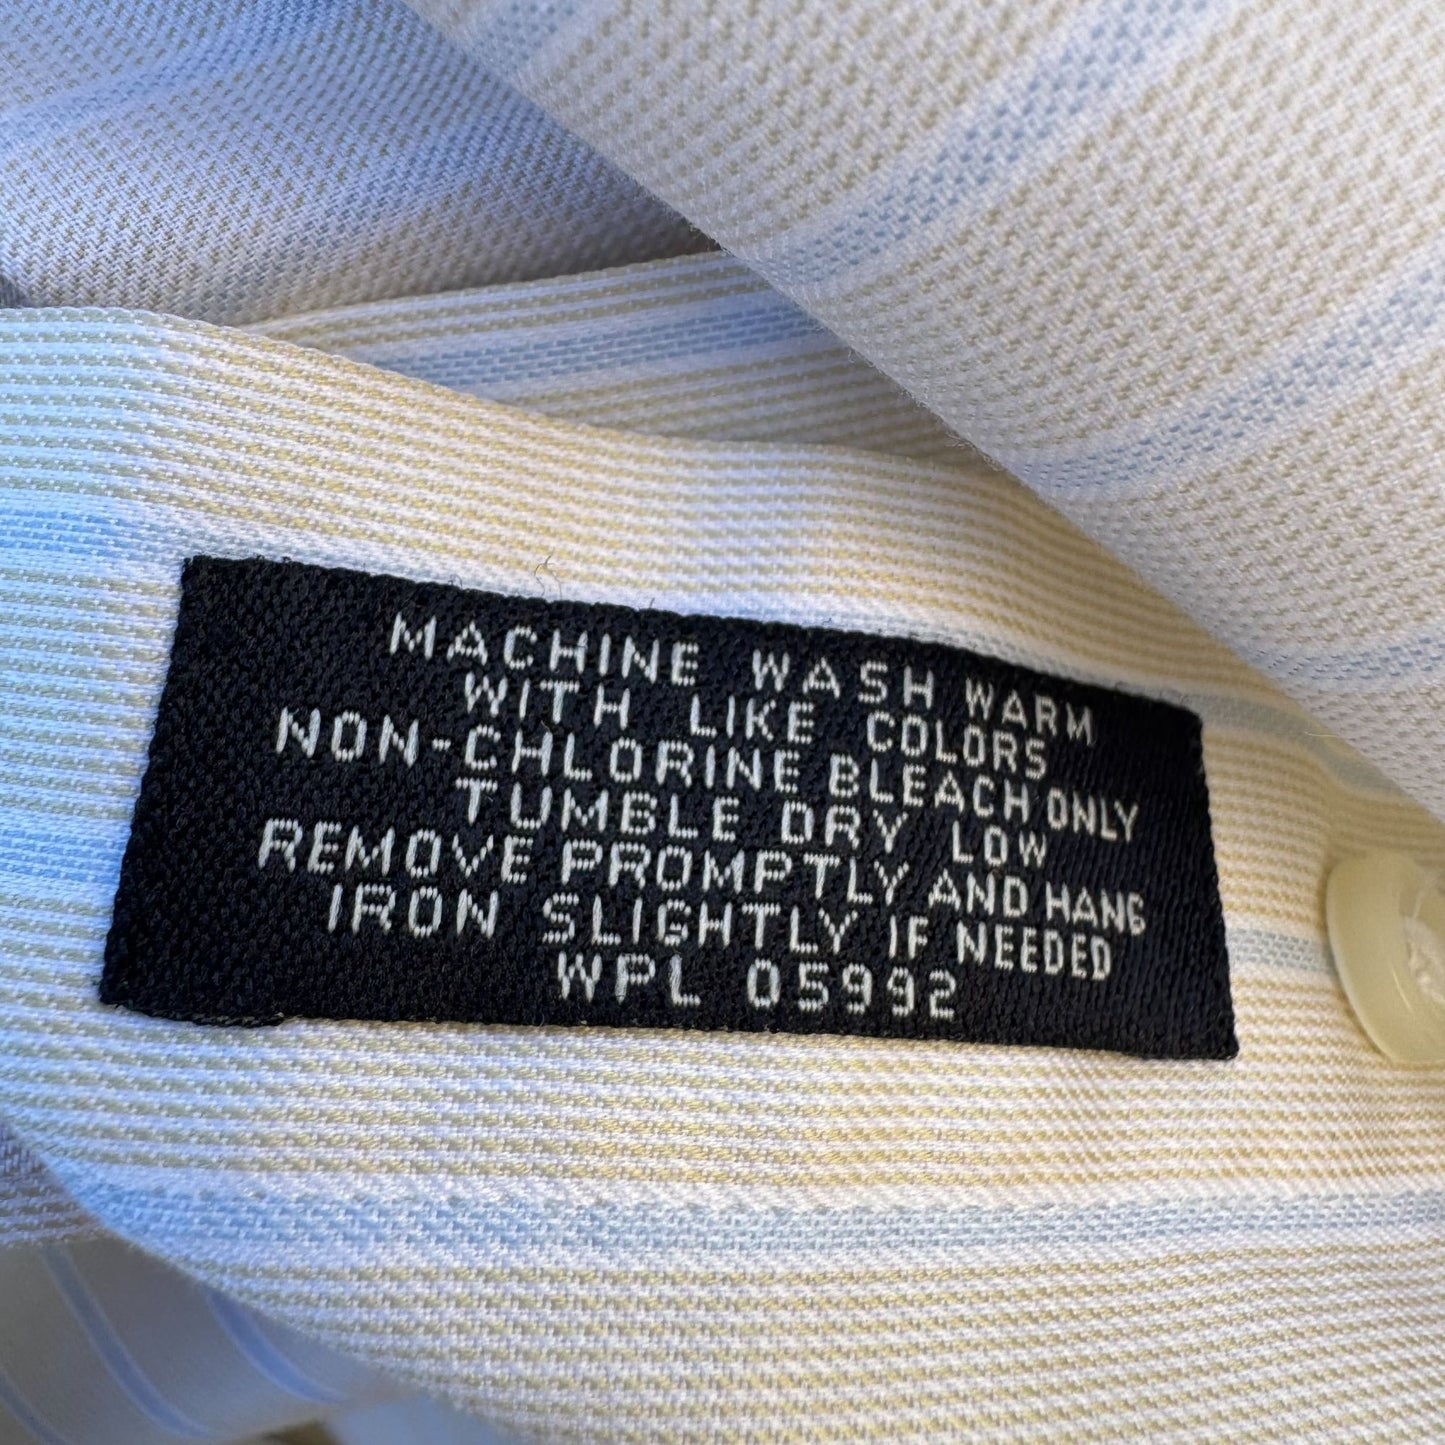 MACHINE WASH WARM
WITH LIKE COLORS
NON-CHLORINE BLEACH ONLY
TUMBLE DRY LOW
REMOVE PROMPTLY AND HANG
IRON SLIGHTLY IF NEEDED
WPL 05992